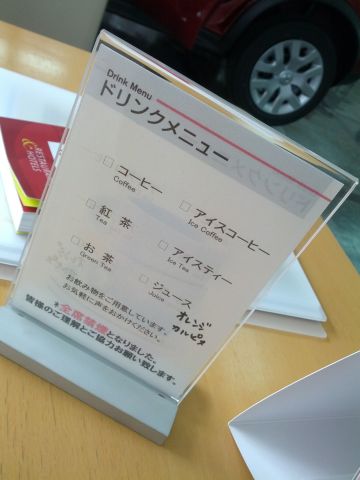 Drink Menu
ドリンクメニュー
□ コーヒー
Coffee
□ アイスコーヒー
Ice Coffee
□ 紅茶
Tea
□ アイスティー
Ice Tea
□ お茶
Green Tea
□ ジュース
Juice
オレンジ
カルピス
お飲み物をご用意しています。
お気軽に声をおかけください。
*全席禁煙となりました。
皆様のご理解とご協力お願い致します。
RESTAURANT
& HOTELS